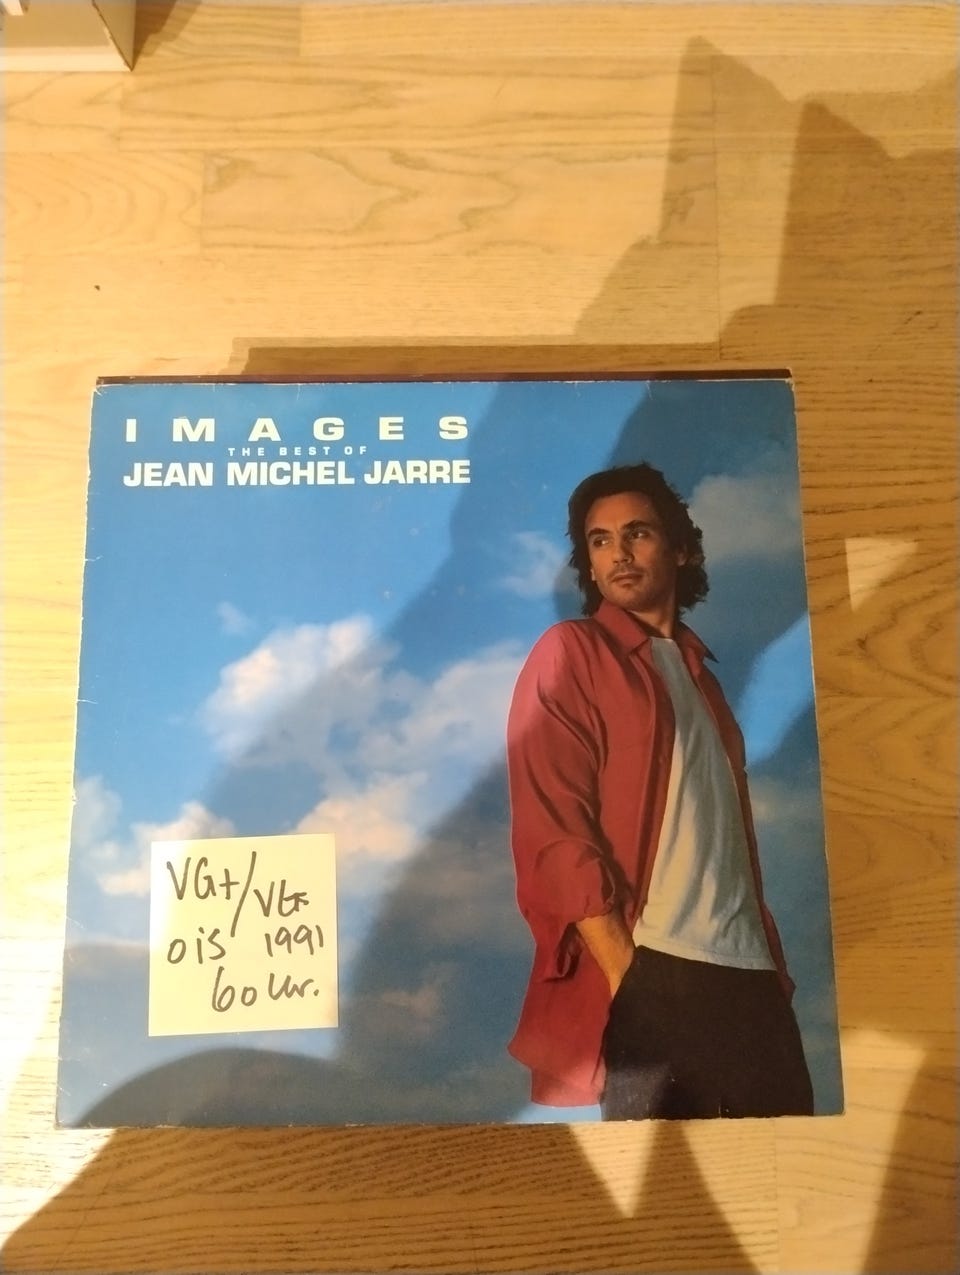 IMAGES
THE BEST OF
JEAN MICHEL JARRE
VG+/VG+
OIS 1991
60 kr.